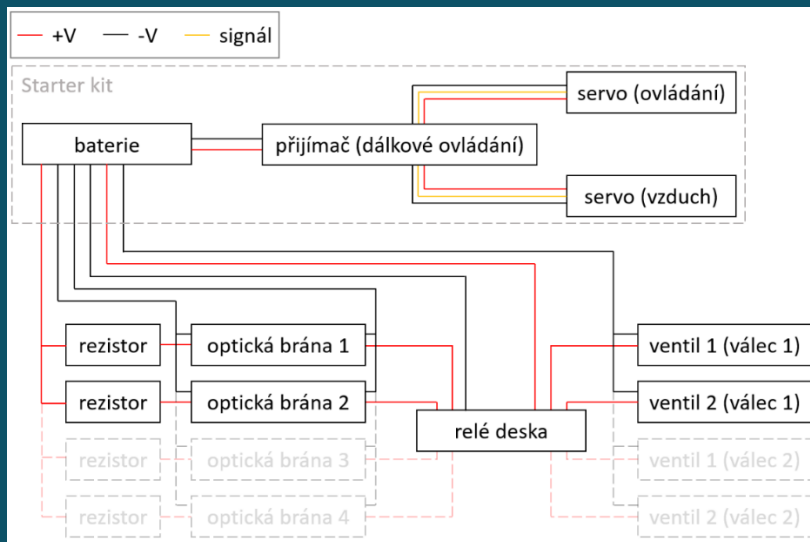 +V -V signál
Starter kit
servo (ovládání)
baterie přijímač (dálkové ovládání)
servo (vzduch)
rezistor optická brána 1 ventil 1 (válec 1)
rezistor optická brána 2 ventil 2 (válec 1)
relé deska
rezistor optická brána 3 ventil 1 (válec 2)
rezistor optická brána 4 ventil 2 (válec 2)